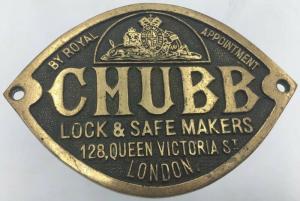 BY ROYAL APPOINTMENT
CHUBB
LOCK & SAFE MAKERS
128, QUEEN VICTORIA ST.
LONDON.